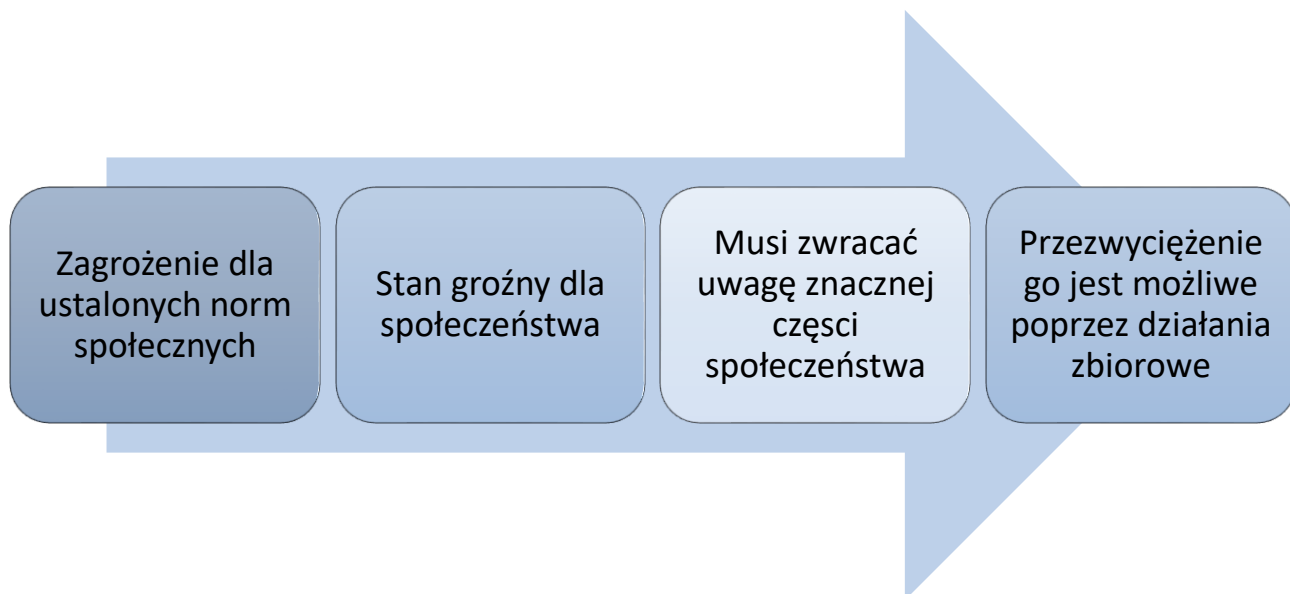 Zagrożenie dla
ustalonych norm
społecznych
Stan groźny dla
społeczeństwa
Musi zwracać
uwagę znacznej
częsci
społeczeństwa
Przezwyciężenie
go jest możliwe
poprzez działania
zbiorowe